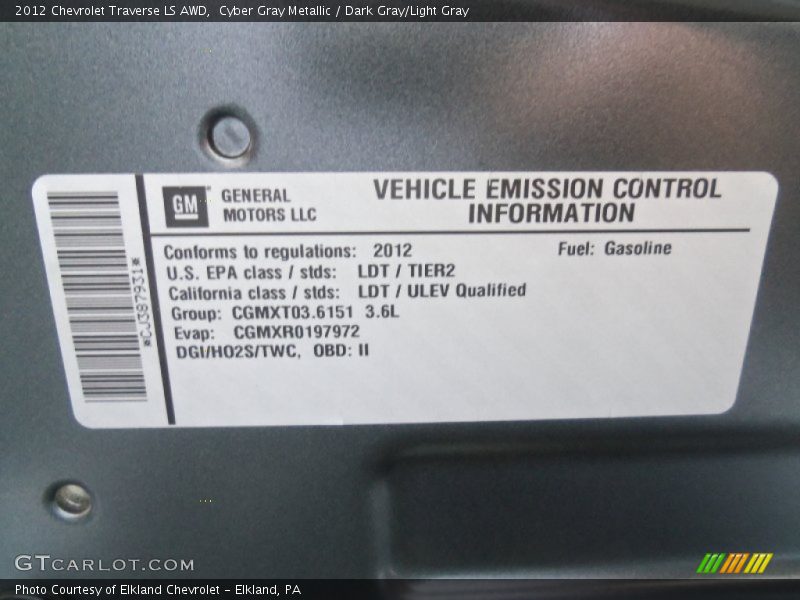 2012 Chevrolet Traverse LS AWD,  Cyber Gray Metallic / Dark Gray/Light Gray
GM
GENERAL
MOTORS LLC
VEHICLE EMISSION CONTROL
INFORMATION
Conforms to regulations: 2012
Fuel: Gasoline
U.S. EPA class / stds: LDT / TIER2
California class / stds: LDT / ULEV Qualified
Group: CGMXT03.6151 3.6L
Evap: CGMXR0197972
DGI/HO2S/TWC, OBD: II
*CJ387931*
GTCARLOT.COM
Photo Courtesy of Elkland Chevrolet - Elkland, PA